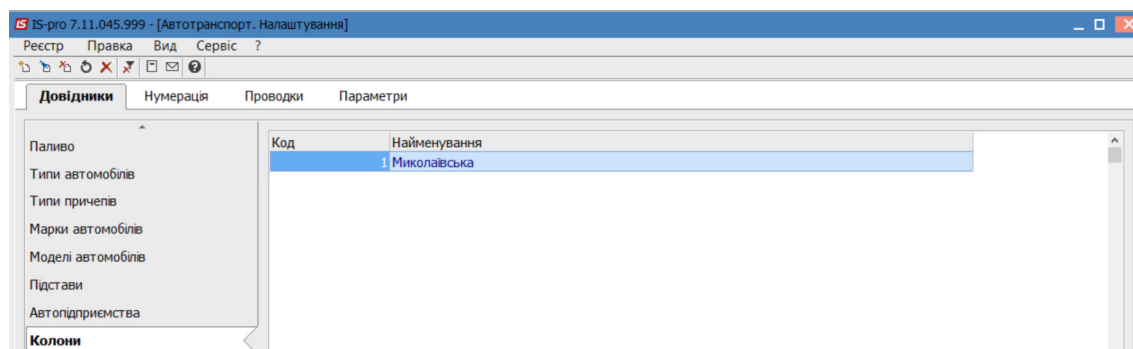 IS-pro 7.11.045.999 - [Автотранспорт. Налаштування]
Реєстр Правка Вид Сервіс ?
Довідники Нумерація Проводки Параметри
Код Найменування
1 Миколаївська
Паливо
Типи автомобілів
Типи причепів
Марки автомобілів
Моделі автомобілів
Підстави
Автопідприємства
Колони